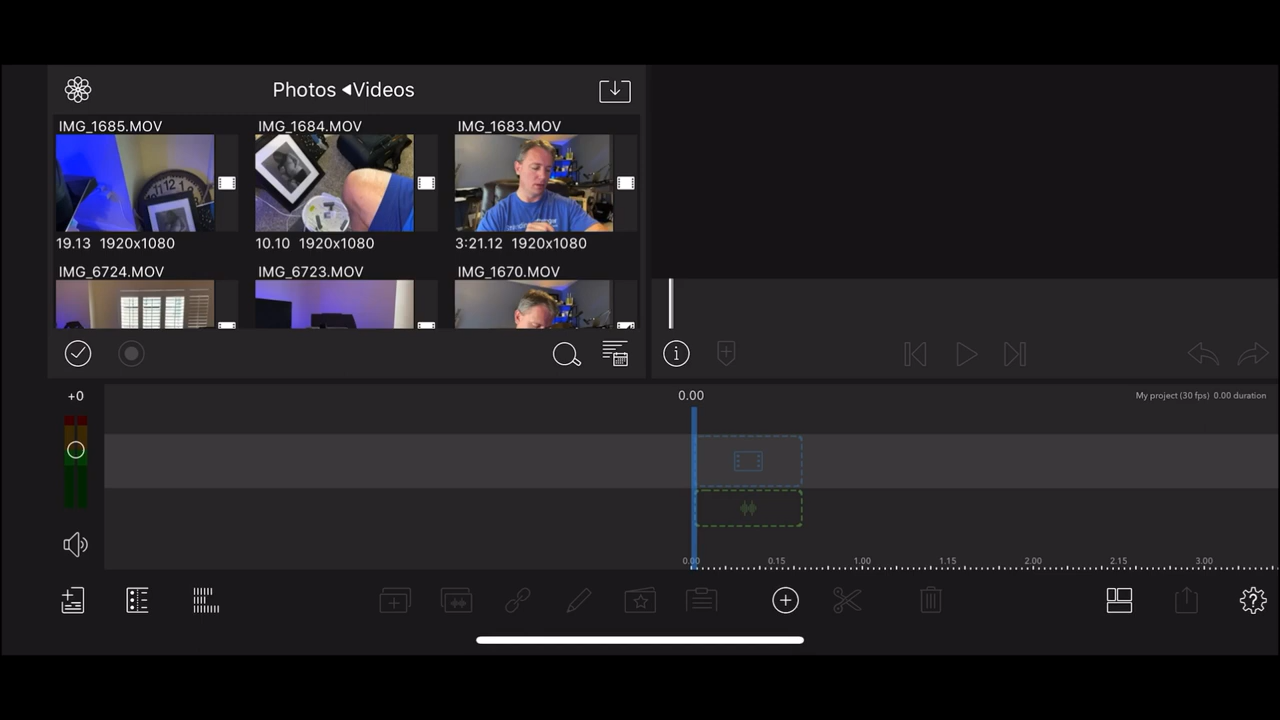 Photos ◀Videos
IMG_1685.MOV
IMG_1684.MOV
IMG_1683.MOV
19.13 1920x1080
10.10 1920x1080
3:21.12 1920x1080
IMG_6724.MOV
IMG_6723.MOV
IMG_1670.MOV
+0
0.00
My project (30 fps) 0.00 duration
0.00
0.15
1.00
1.15
2.00
2.15
3.00